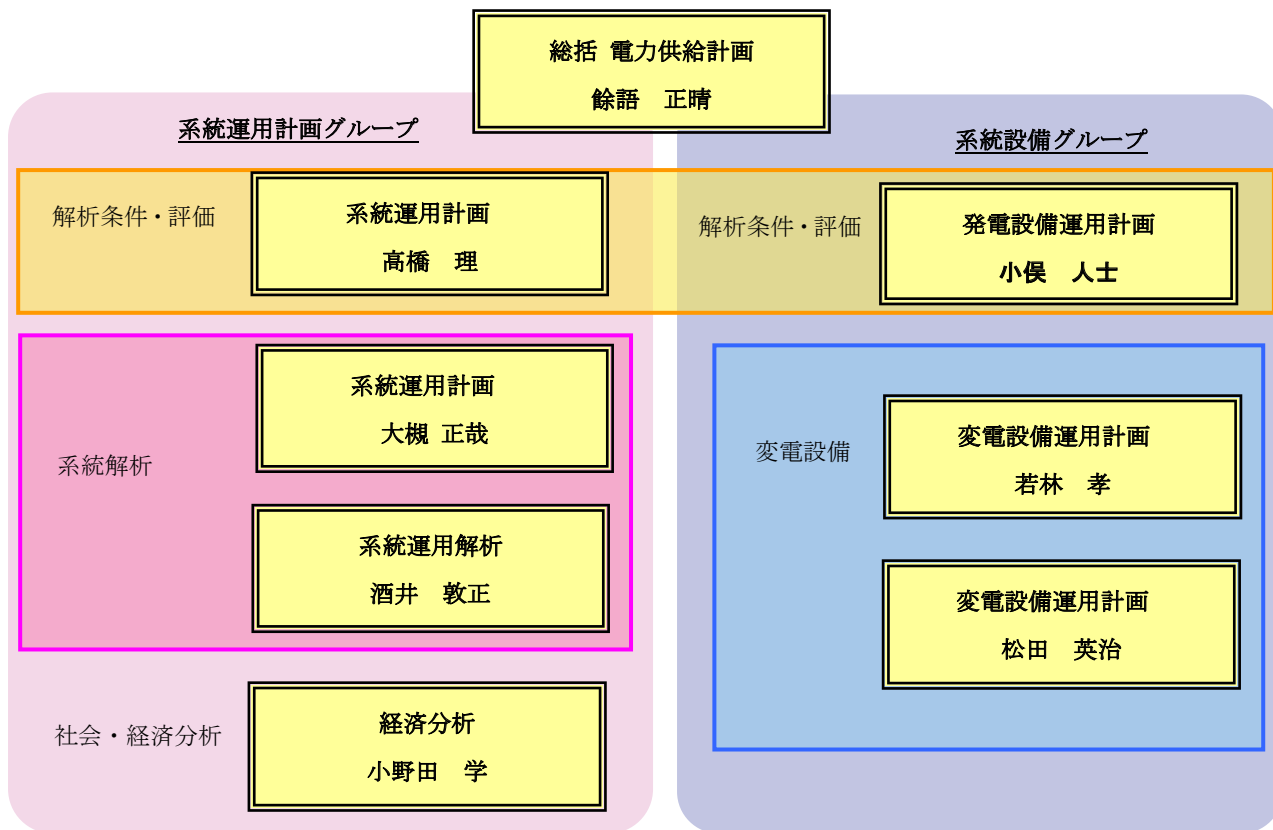 総括 電力供給計画
餘語 正晴
系統運用計画グループ
解析条件・評価
系統運用計画
高橋 理
系統解析
系統運用計画
大槻 正哉
系統運用解析
酒井 敦正
社会・経済分析
経済分析
小野田 学
系統設備グループ
解析条件・評価
発電設備運用計画
小俣 人士
変電設備
変電設備運用計画
若林 孝
変電設備運用計画
松田 英治